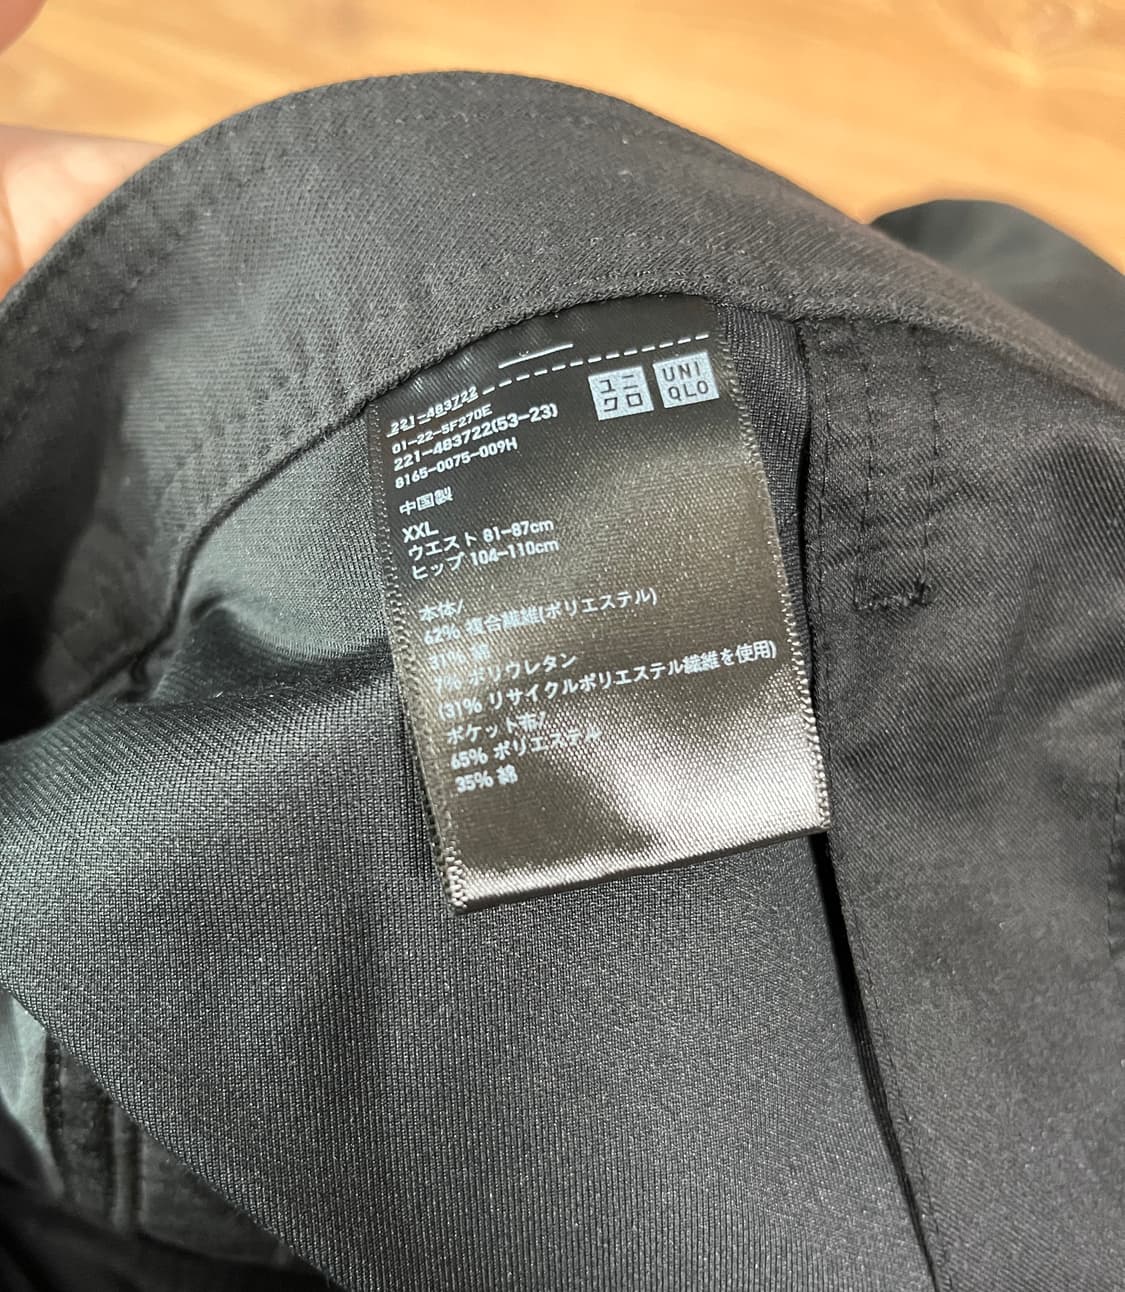 221-483722
ユニクロ
UNIQLO
01-22-5F270E
221-483722(53-23)
8165-0075-009H
中国製
XXL
ウエスト 81-87cm
ヒップ 104-110cm
本体/
62% 複合繊維(ポリエステル)
31% 綿
7% ポリウレタン
(31% リサイクルポリエステル繊維を使用)
ポケット布/
65% ポリエステル
35% 綿